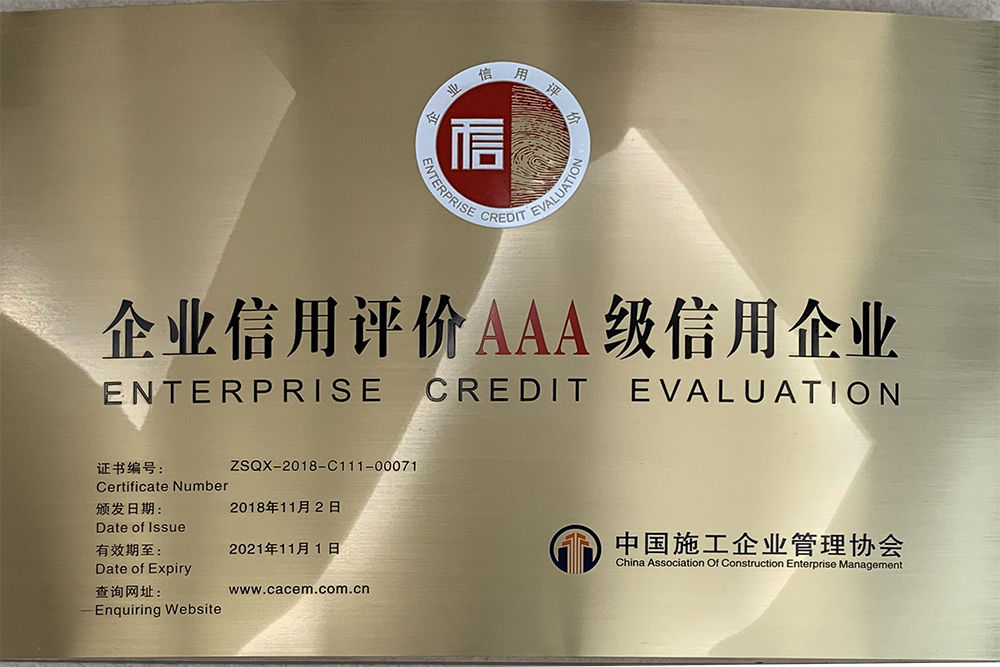 企业信用评价
信
ENTERPRISE CREDIT EVALUATION
企业信用评价AAA级信用企业
ENTERPRISE CREDIT EVALUATION
证书编号: ZSQX-2018-C111-00071
Certificate Number
颁发日期: 2018年11月2日
Date of Issue
有效期至: 2021年11月1日
Date of Expiry
查询网址: www.cacem.com.cn
Enquiring Website
中国施工企业管理协会
China Association Of Construction Enterprise Management